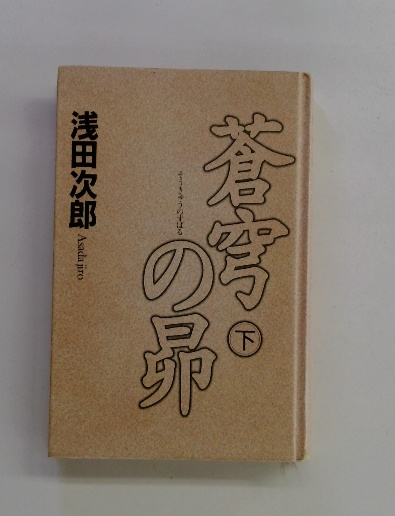 蒼穹の昴
そうきゅうのすばる
下
浅田次郎
Asada jiro